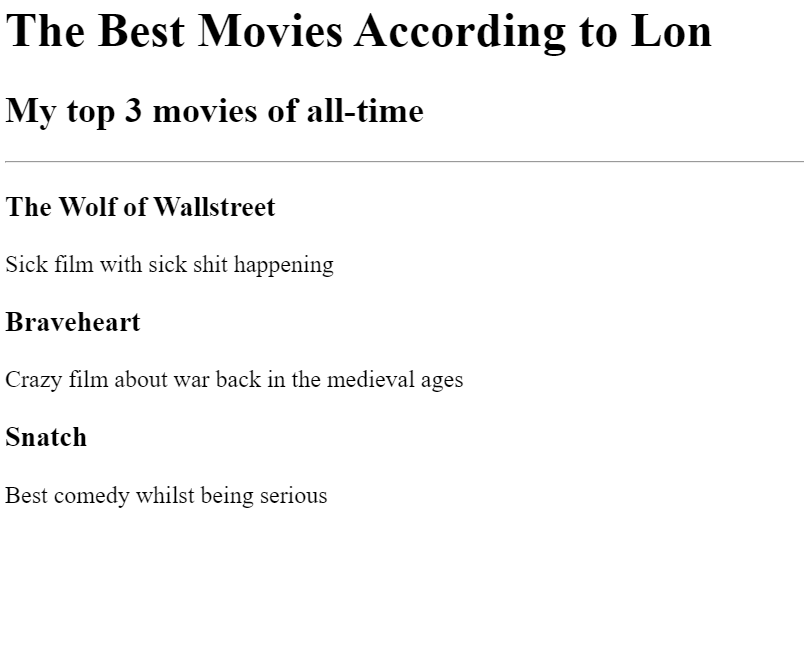 The Best Movies According to Lon
My top 3 movies of all-time
The Wolf of Wallstreet
Sick film with sick shit happening
Braveheart
Crazy film about war back in the medieval ages
Snatch
Best comedy whilst being serious